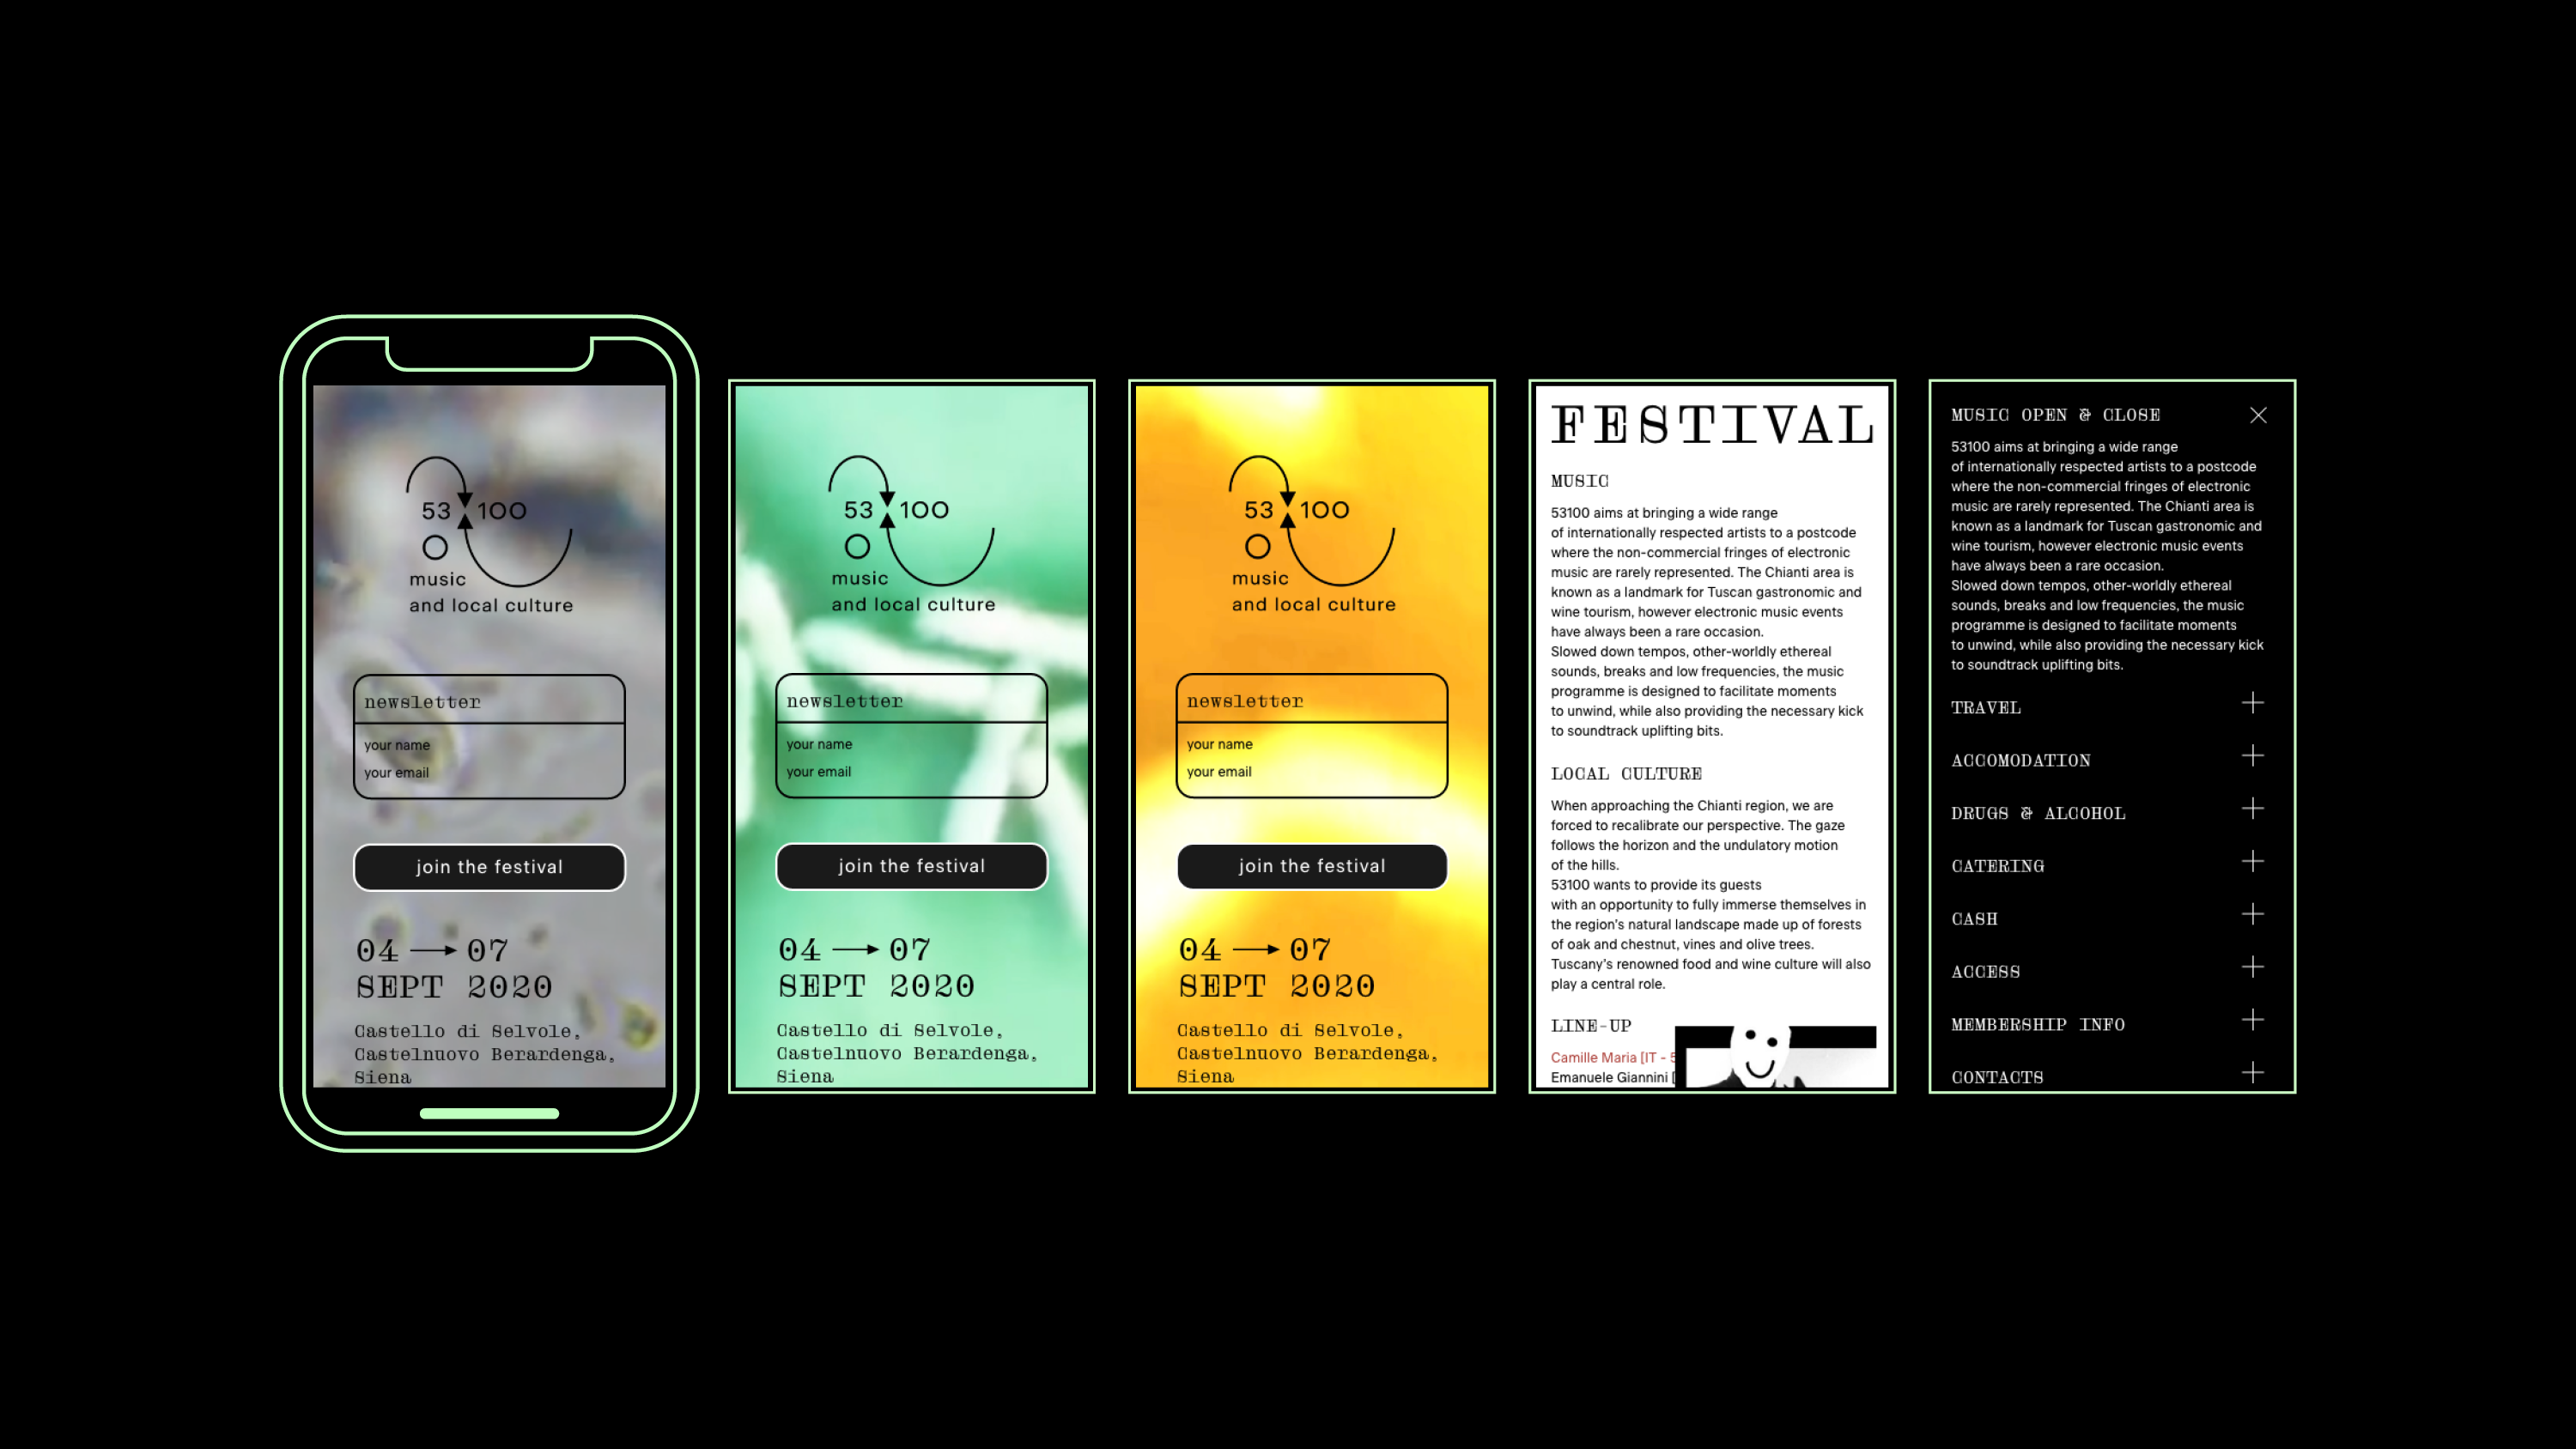 53 100
music
and local culture
newsletter
your name
your email
join the festival
04 → 07
SEPT 2020
Castello di Selvole,
Castelnuovo Berardenga,
Siena
53 100
music
and local culture
newsletter
your name
your email
join the festival
04 → 07
SEPT 2020
Castello di Selvole,
Castelnuovo Berardenga,
Siena
53 100
music
and local culture
newsletter
your name
your email
join the festival
04 → 07
SEPT 2020
Castello di Selvole,
Castelnuovo Berardenga,
Siena
FESTIVAL
MUSIC
53100 aims at bringing a wide range
of internationally respected artists to a postcode
where the non-commercial fringes of electronic
music are rarely represented. The Chianti area is
known as a landmark for Tuscan gastronomic and
wine tourism, however electronic music events
have always been a rare occasion.
Slowed down tempos, other-worldly ethereal
sounds, breaks and low frequencies, the music
programme is designed to facilitate moments
to unwind, while also providing the necessary kick
to soundtrack uplifting bits.
LOCAL CULTURE
When approaching the Chianti region, we are
forced to recalibrate our perspective. The gaze
follows the horizon and the undulatory motion
of the hills.
53100 wants to provide its guests
with an opportunity to fully immerse themselves in
the region's natural landscape made up of forests
of oak and chestnut, vines and olive trees.
Tuscany's renowned food and wine culture will also
play a central role.
LINE-UP
Camille Maria [IT - 5
Emanuele Giannini [
MUSIC OPEN & CLOSE
53100 aims at bringing a wide range
of internationally respected artists to a postcode
where the non-commercial fringes of electronic
music are rarely represented. The Chianti area is
known as a landmark for Tuscan gastronomic and
wine tourism, however electronic music events
have always been a rare occasion.
Slowed down tempos, other-worldly ethereal
sounds, breaks and low frequencies, the music
programme is designed to facilitate moments
to unwind, while also providing the necessary kick
to soundtrack uplifting bits.
TRAVEL
ACCOMODATION
DRUGS & ALCOHOL
CATERING
CASH
ACCESS
MEMBERSHIP INFO
CONTACTS